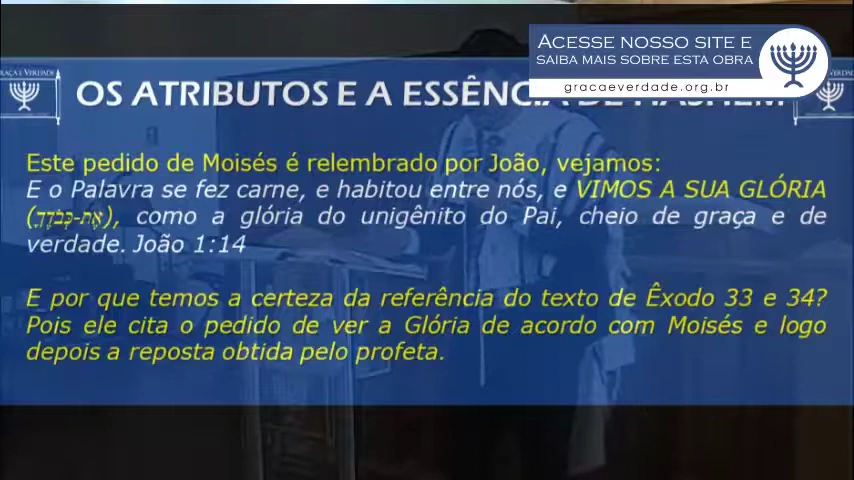 ACESSE NOSSO SITE E
SAIBA MAIS SOBRE ESTA OBRA
gracaeverdade.org.br
OS ATRIBUTOS E A ESSÊNCIA DE HASHEM
Este pedido de Moisés é relembrado por João, vejamos:
E o Palavra se fez carne, e habitou entre nós, e VIMOS A SUA GLÓRIA
(אֶת-כְּבֹדֶךָ), como a glória do unigênito do Pai, cheio de graça e de
verdade. João 1:14
E por que temos a certeza da referência do texto de Êxodo 33 e 34?
Pois ele cita o pedido de ver a Glória de acordo com Moisés e logo
depois a reposta obtida pelo profeta.